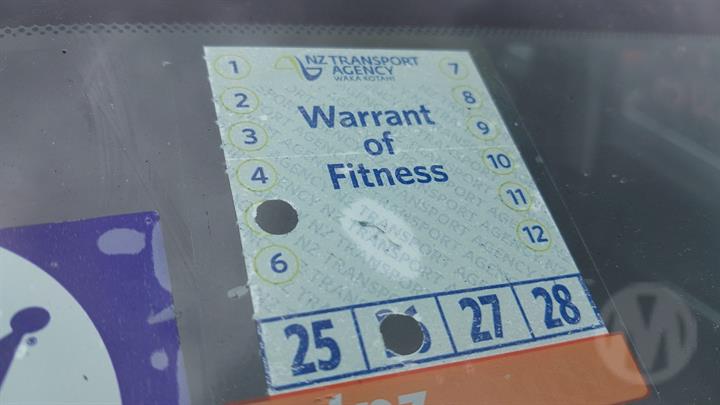 NZ TRANSPORT
AGENCY
WAKA KOTAHI
Warrant
of
Fitness
1
2
3
4
6
7
8
9
10
11
12
25 27 28